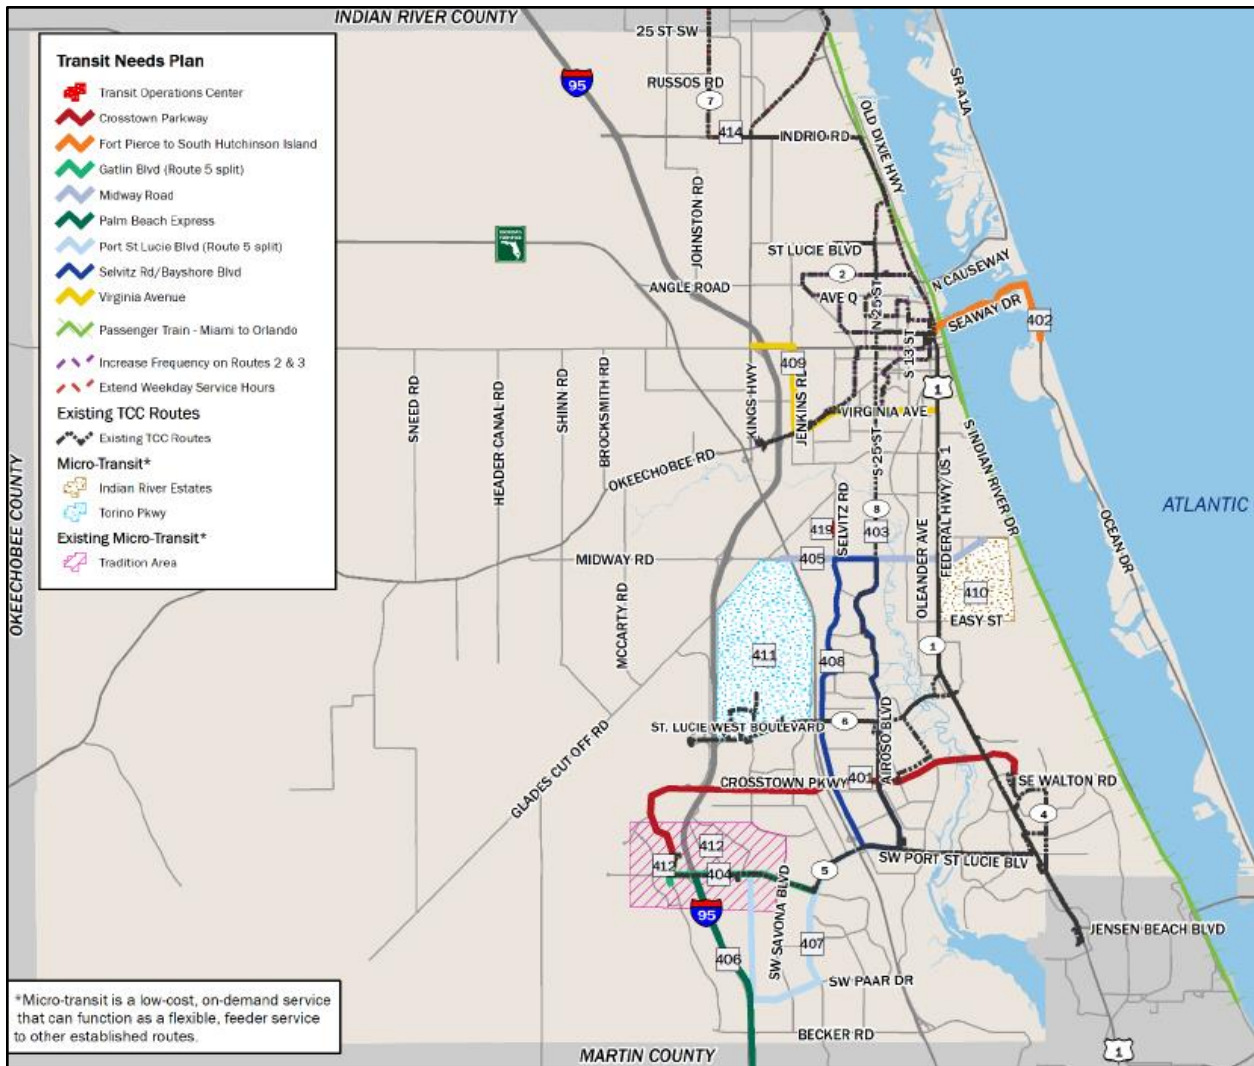 INDIAN RIVER COUNTY
25 ST SW
Transit Needs Plan
Transit Operations Center
Crosstown Parkway
Fort Pierce to South Hutchinson Island
Gatlin Blvd (Route 5 split)
Midway Road
Palm Beach Express
Port St Lucie Blvd (Route 5 split)
Selvitz Rd/Bayshore Blvd
Virginia Avenue
Passenger Train - Miami to Orlando
Increase Frequency on Routes 2 & 3
Extend Weekday Service Hours
Existing TCC Routes
Existing TCC Routes
Micro-Transit*
Indian River Estates
Torino Pkwy
Existing Micro-Transit*
Tradition Area
95
RUSSOS RD
7
414
INDRIO RD
OLD DIXIE HWY
SR A1A
JOHNSTON RD
ST LUCIE BLVD
2
N CAUSEWAY
ANGLE ROAD
AVE Q
N 25 ST
SEAWAY DR
402
S 13 ST
409
1
KINGS HWY
JENKINS RD
VIRGINIA AVE
SNEED RD
HEADER CANAL RD
SHINN RD
BROCKSMITH RD
OKEECHOBEE RD
S 25 ST
S INDIAN RIVER DR
ATLANTIC
OKEECHOBEE COUNTY
8
419
SELVITZ RD
403
FEDERAL HWY/US 1
OCEAN DR
MIDWAY RD
405
OLEANDER AVE
410
EASY ST
MCCARTY RD
411
408
1
ST. LUCIE WEST BOULEVARD
6
AIROSO BLVD
GLADES CUT OFF RD
CROSSTOWN PKWY
401
SE WALTON RD
4
412
412
404
5
SW PORT ST LUCIE BLV
SW SAVONA BLVD
95
407
406
JENSEN BEACH BLVD
SW PAAR DR
BECKER RD
1
MARTIN COUNTY
*Micro-transit is a low-cost, on-demand service
that can function as a flexible, feeder service
to other established routes.